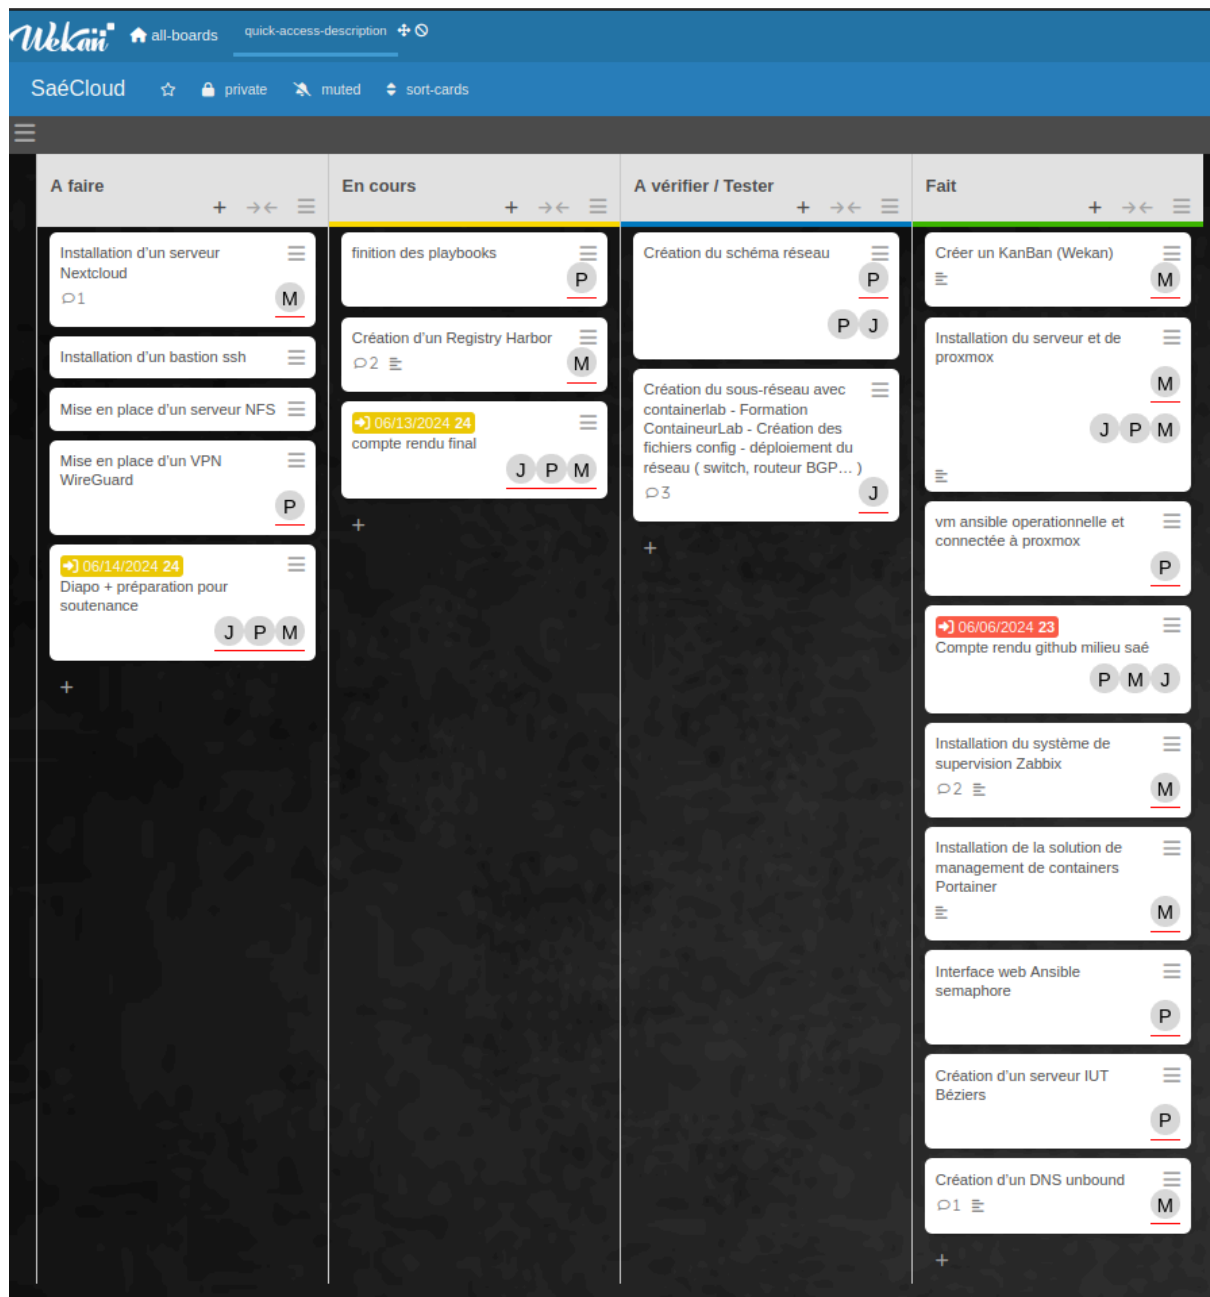 Wekan
all-boards
quick-access-description
SaéCloud
private
muted
sort-cards
A faire
Installation d'un serveur
Nextcloud
1
M
Installation d'un bastion ssh
Mise en place d'un serveur NFS
Mise en place d'un VPN
WireGuard
P
06/14/2024 24
Diapo + préparation pour
soutenance
J P M
+
En cours
finition des playbooks
P
Création d'un Registry Harbor
2
M
06/13/2024 24
compte rendu final
J P M
+
A vérifier / Tester
Création du schéma réseau
P
P J
Création du sous-réseau avec
containerlab - Formation
ContaineurLab - Création des
fichiers config - déploiement du
réseau ( switch, routeur BGP... )
3
J
+
Fait
Créer un KanBan (Wekan)
M
Installation du serveur et de
proxmox
M
J P M
vm ansible operationnelle et
connectée à proxmox
P
06/06/2024 23
Compte rendu github milieu saé
P M J
Installation du système de
supervision Zabbix
2
M
Installation de la solution de
management de containers
Portainer
M
Interface web Ansible
semaphore
P
Création d'un serveur IUT
Béziers
P
Création d'un DNS unbound
1
M
+